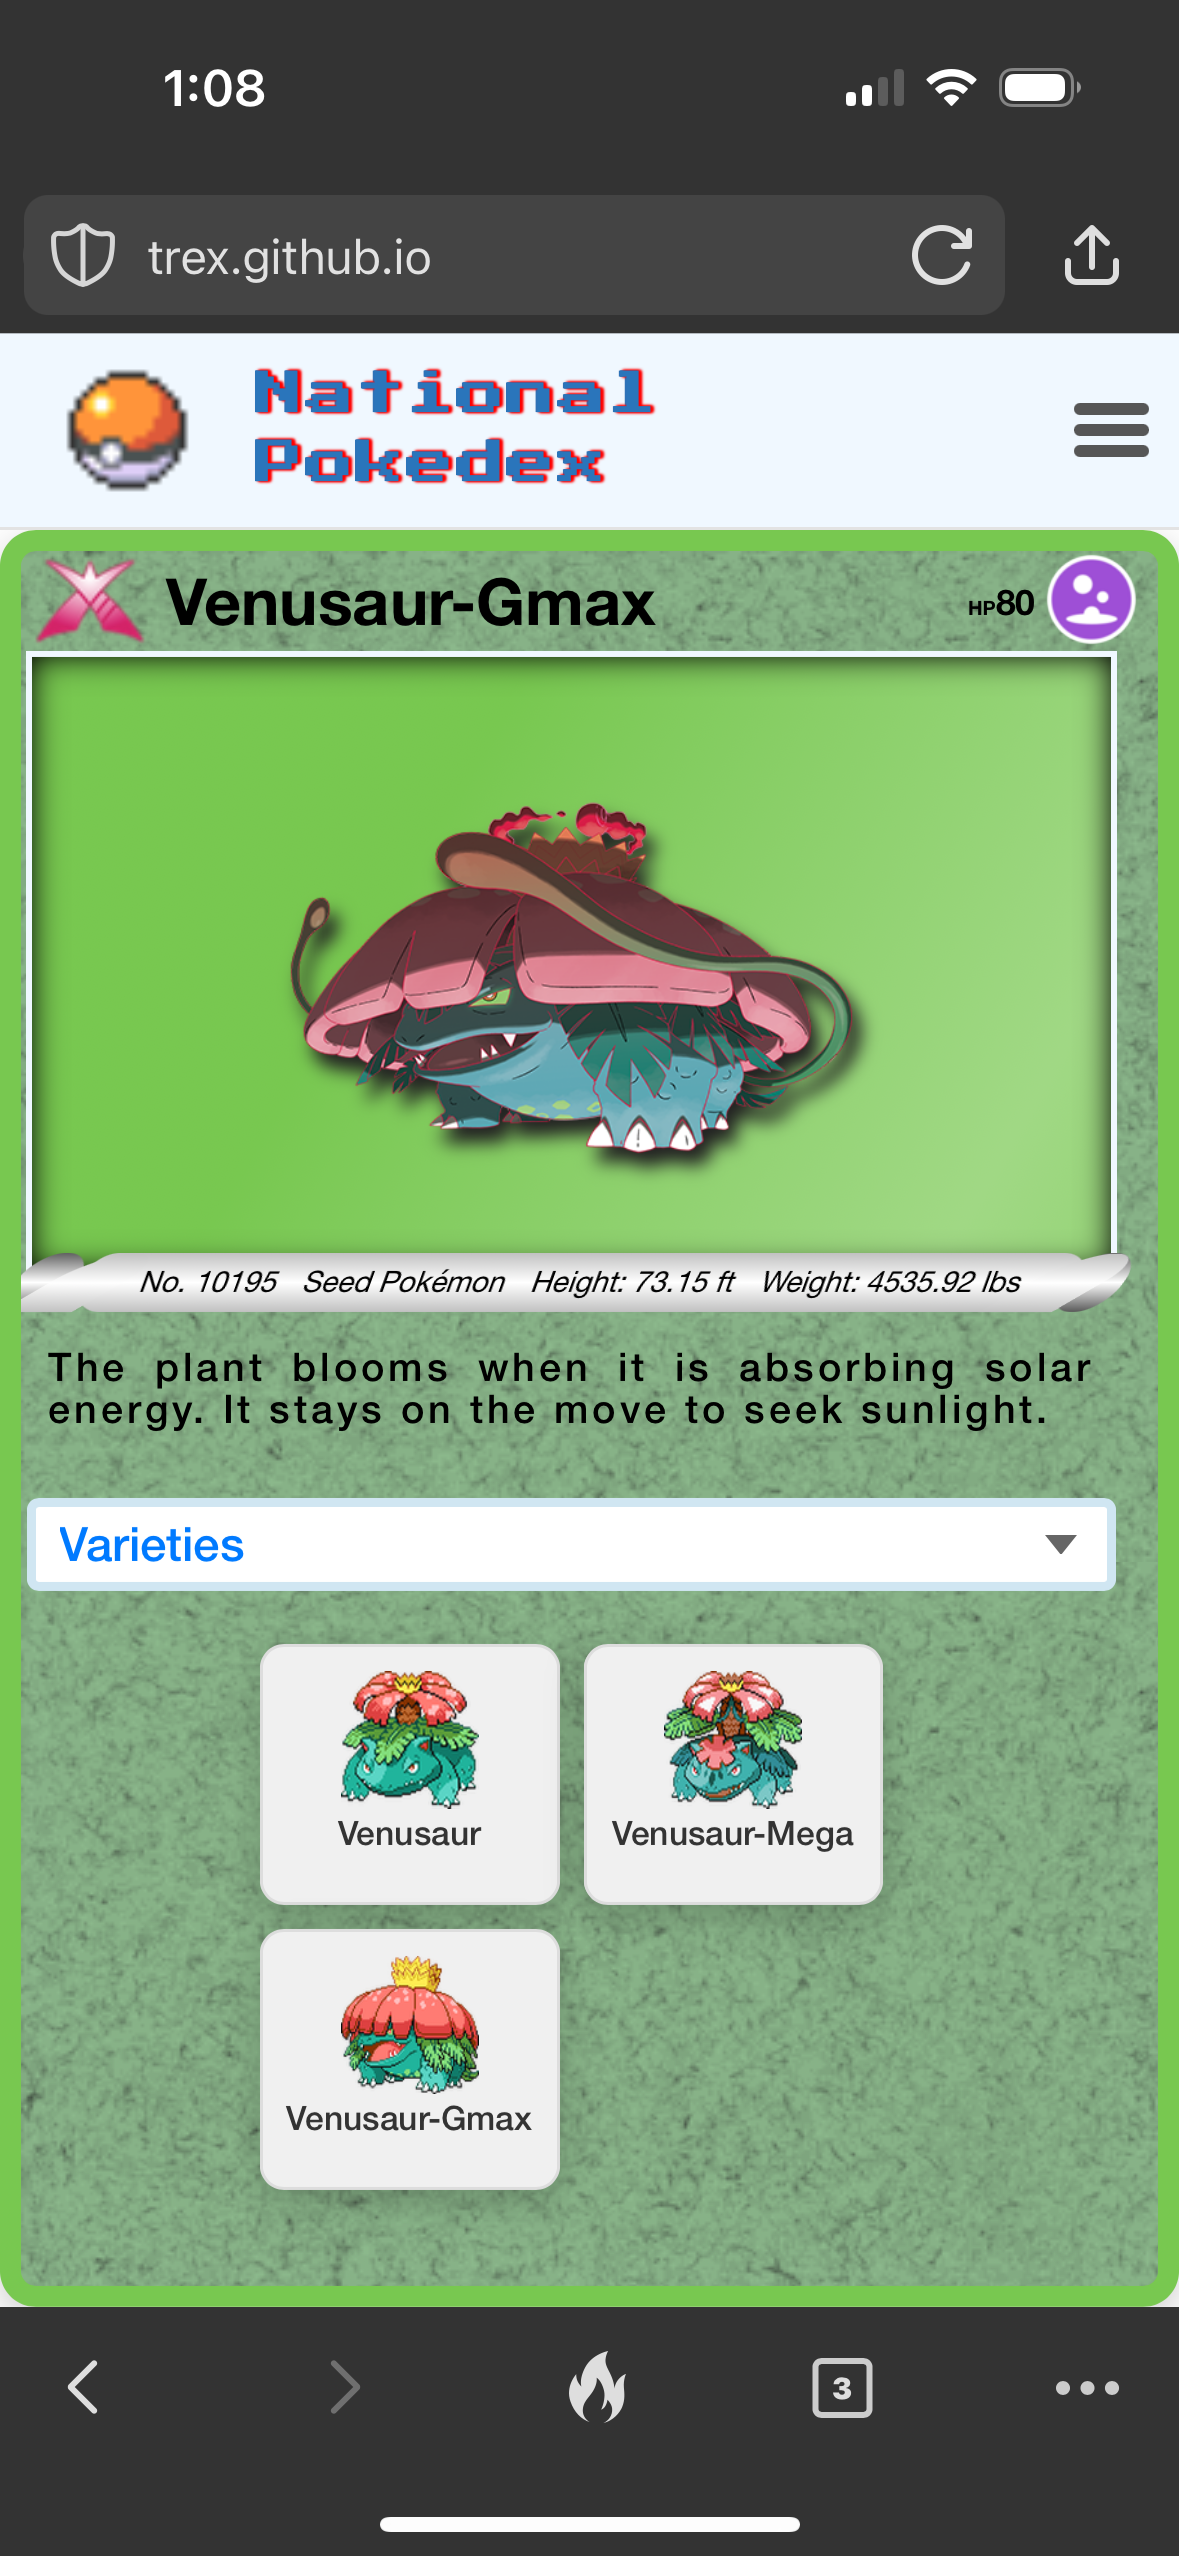 1:08
trex.github.io
National
Pokedex
Venusaur-Gmax
HP80
No. 10195 Seed Pokémon Height: 73.15 ft Weight: 4535.92 lbs
The plant blooms when it is absorbing solar
energy. It stays on the move to seek sunlight.
Varieties
Venusaur
Venusaur-Mega
Venusaur-Gmax
3